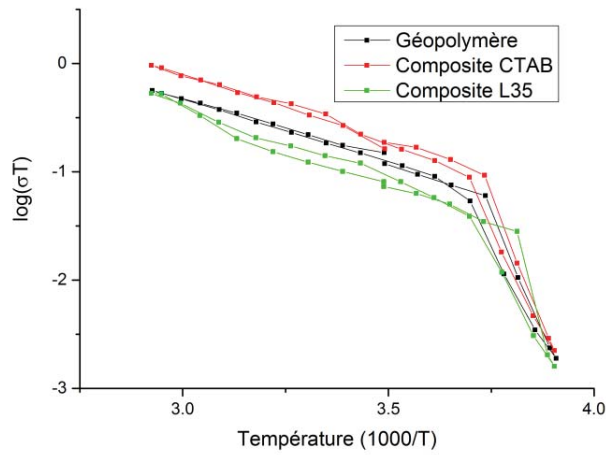 0
-1
-2
-3
log(σT)
Géopolymère
Composite CTAB
Composite L35
3.0
3.5
4.0
Température (1000/T)